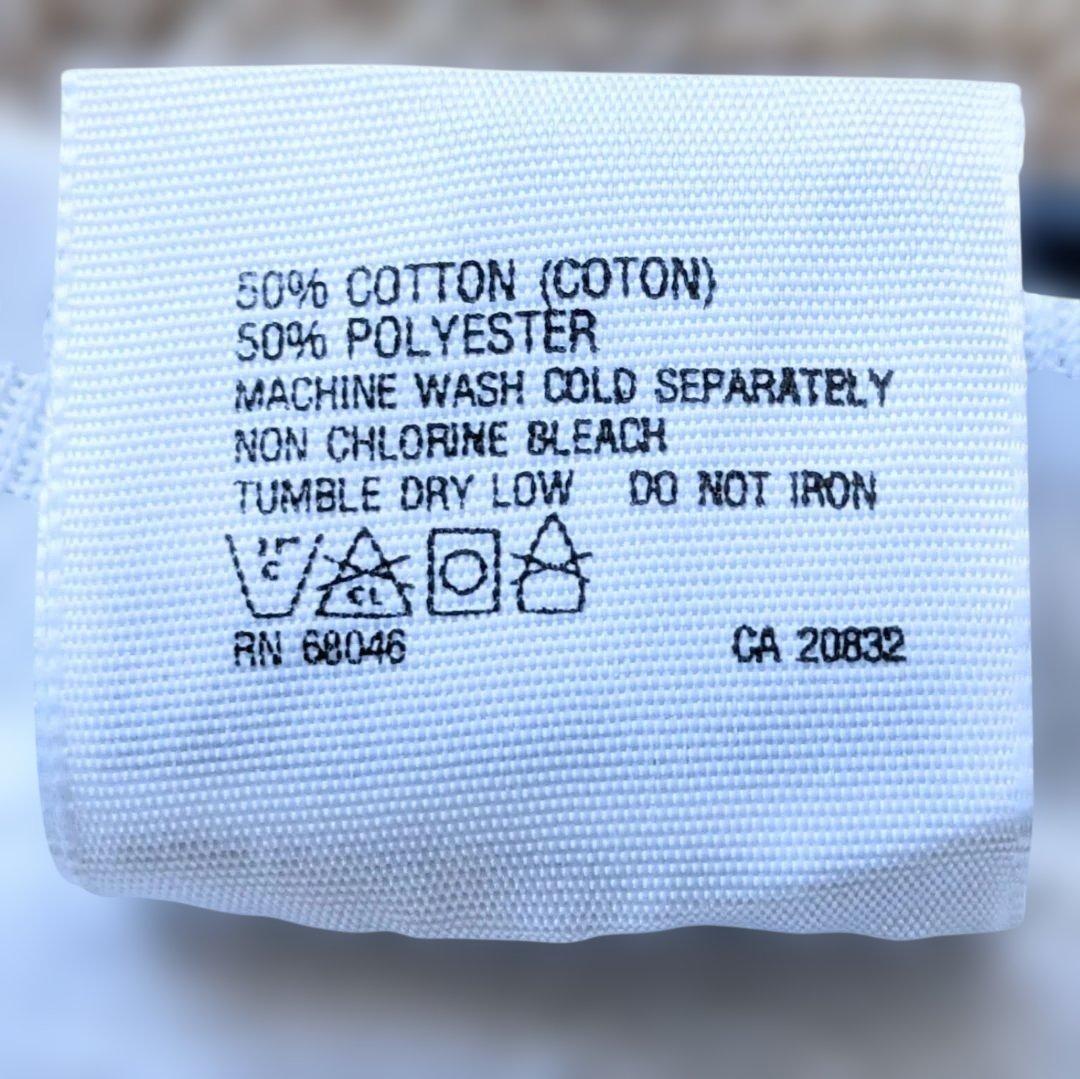 50% COTTON (COTON)
50% POLYESTER
MACHINE WASH COLD SEPARATELY
NON CHLORINE BLEACH
TUMBLE DRY LOW DO NOT IRON
C CL
RN 68046 CA 20832